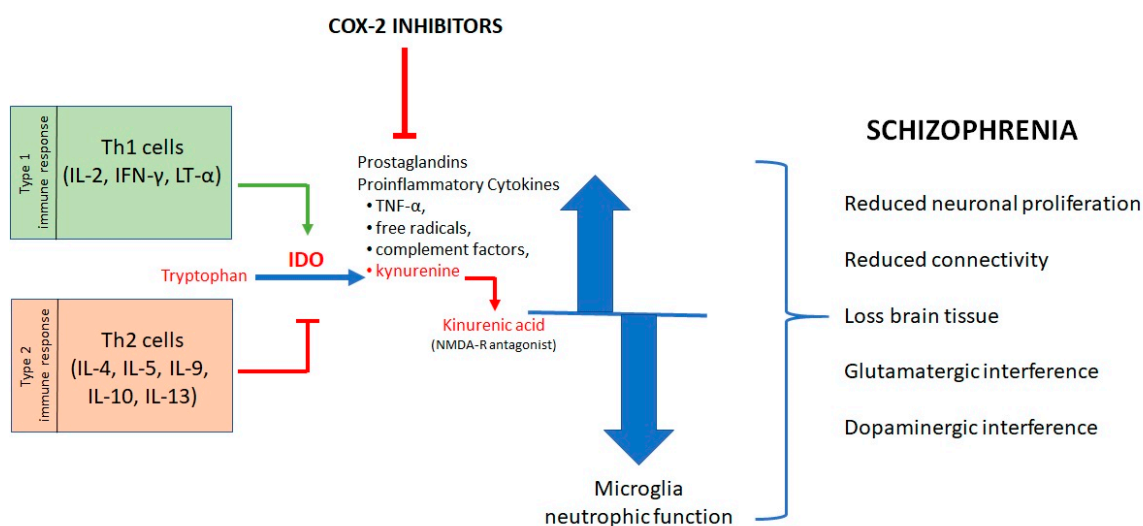 COX-2 INHIBITORS
Type 1
immune response
Th1 cells
(IL-2, IFN-γ, LT-α)
Prostaglandins
Proinflammatory Cytokines
• TNF-α,
• free radicals,
• complement factors,
• kynurenine
IDO
Tryptophan
Kinurenic acid
(NMDA-R antagonist)
Type 2
immune response
Th2 cells
(IL-4, IL-5, IL-9,
IL-10, IL-13)
Microglia
neutrophic function
SCHIZOPHRENIA
Reduced neuronal proliferation
Reduced connectivity
Loss brain tissue
Glutamatergic interference
Dopaminergic interference